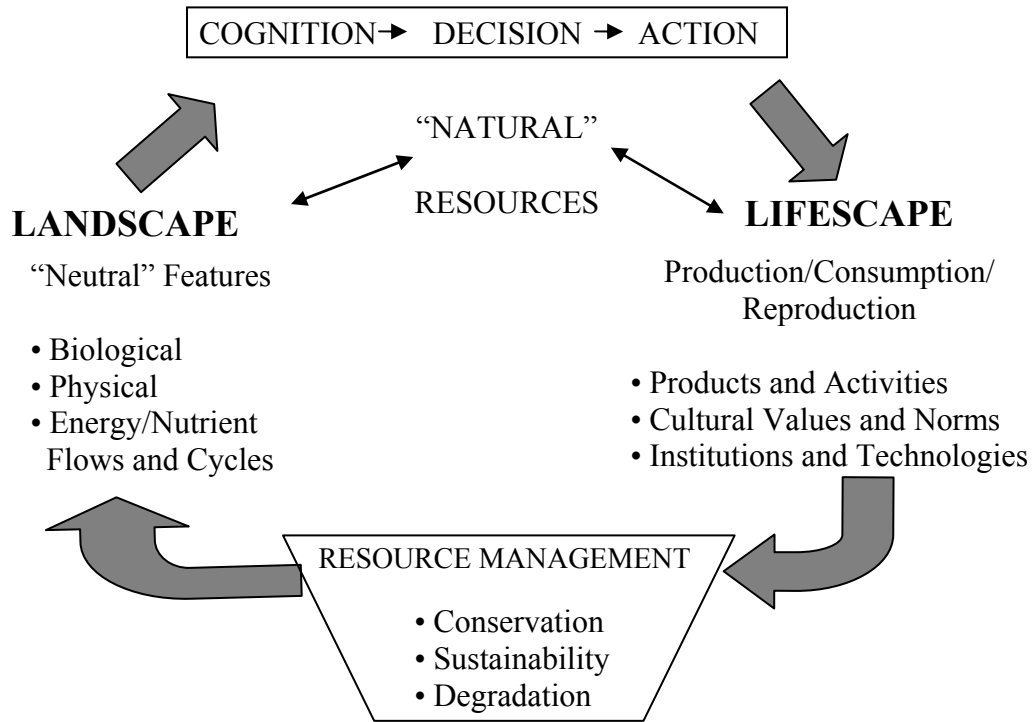 COGNITION → DECISION → ACTION
“NATURAL”
RESOURCES
LANDSCAPE
“Neutral” Features
• Biological
• Physical
• Energy/Nutrient
Flows and Cycles
LIFESCAPE
Production/Consumption/
Reproduction
• Products and Activities
• Cultural Values and Norms
• Institutions and Technologies
RESOURCE MANAGEMENT
• Conservation
• Sustainability
• Degradation